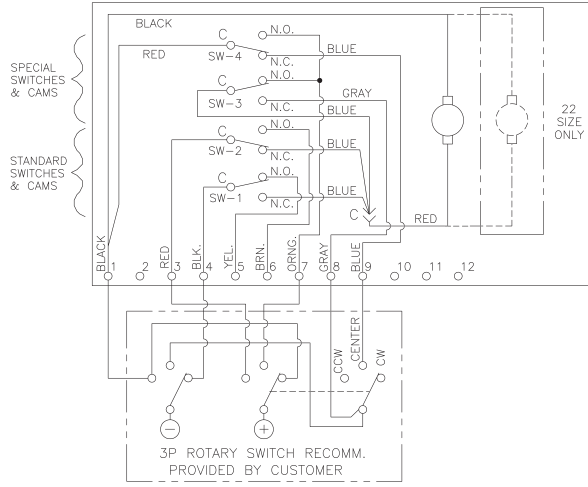 BLACK
RED
C
N.O.
SW-4
N.C.
BLUE
SPECIAL
SWITCHES
& CAMS
C
N.O.
SW-3
N.C.
GRAY
BLUE
22
SIZE
ONLY
STANDARD
SWITCHES
& CAMS
C
N.O.
SW-2
N.C.
BLUE
C
N.O.
SW-1
N.C.
BLUE
C
RED
BLACK
RED
BLK.
YEL.
BRN.
ORNG.
GRAY
BLUE
1 2 3 4 5 6 7 8 9 10 11 12
CCW
CENTER
CW
3P ROTARY SWITCH RECOMM.
PROVIDED BY CUSTOMER